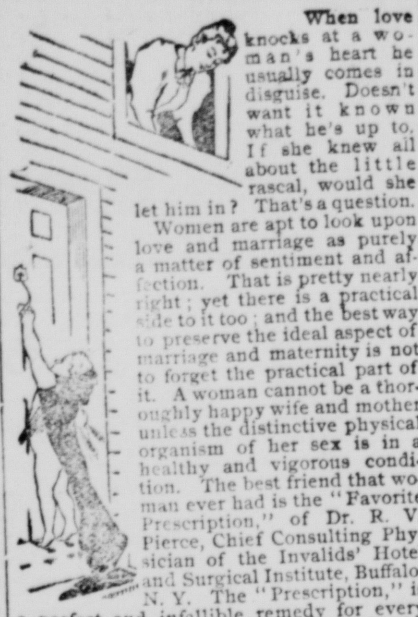 When love
knocks at a wo-
man's heart he
usually comes in
disguise. Doesn't
want it known
what he's up to.
If she knew all
about the little
rascal, would she
let him in? That's a question.
Women are apt to look upon
love and marriage as purely
a matter of sentiment and af-
fection. That is pretty nearly
right; yet there is a practical
side to it too; and the best way
to preserve the ideal aspect of
marriage and maternity is not
to forget the practical part of
it. A woman cannot be a thor-
oughly happy wife and mother
unless the distinctive physical
organism of her sex is in a
healthy and vigorous condi-
tion. The best friend that wo-
man ever had is the "Favorite
Prescription," of Dr. R. V.
Pierce, Chief Consulting Phy-
sician of the Invalids' Hote
and Surgical Institute, Buffalo
N. Y. The "Prescription," i
and infallible remedy for ever